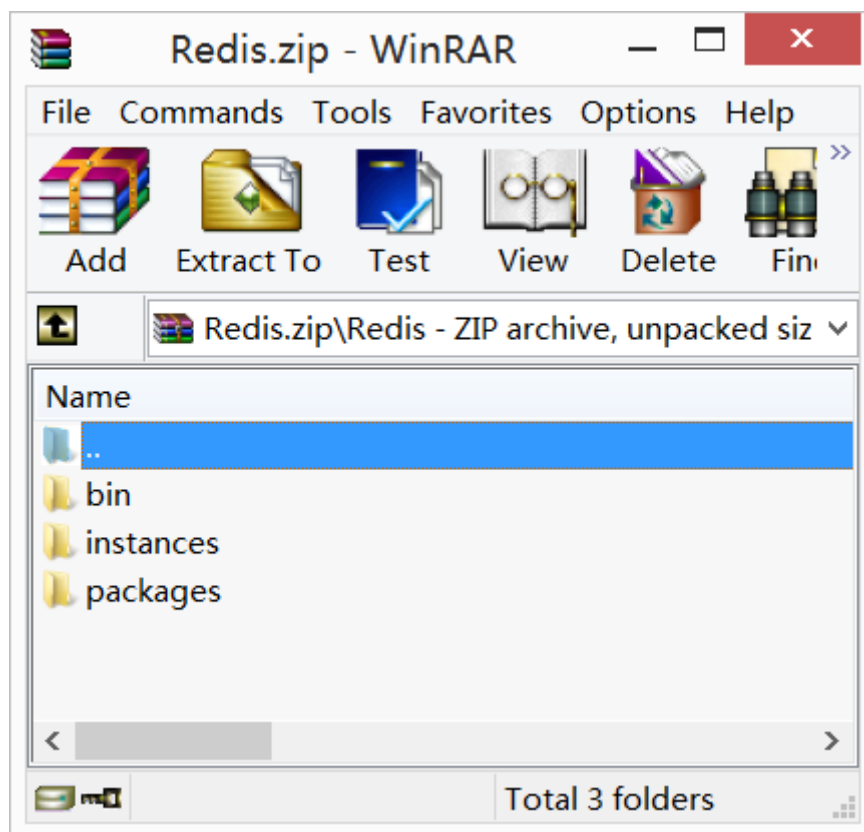 Redis.zip - WinRAR
File Commands Tools Favorites Options Help
Add Extract To Test View Delete Fin
Redis.zip\Redis - ZIP archive, unpacked siz
Name
..
bin
instances
packages
Total 3 folders